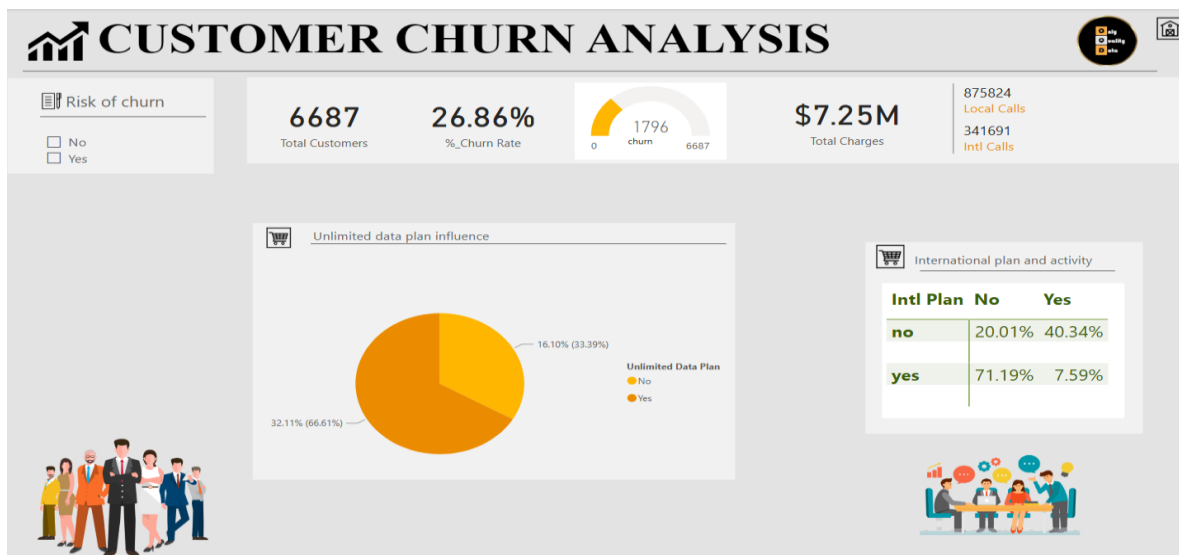 CUSTOMER CHURN ANALYSIS
Only
Quality
Data
Risk of churn
No
Yes
6687
Total Customers
26.86%
%_Churn Rate
1796
churn
0
6687
$7.25M
Total Charges
875824
Local Calls
341691
Intl Calls
Unlimited data plan influence
16.10% (33.39%)
32.11% (66.61%)
Unlimited Data Plan
No
Yes
International plan and activity
Intl Plan No Yes
no 20.01% 40.34%
yes 71.19% 7.59%